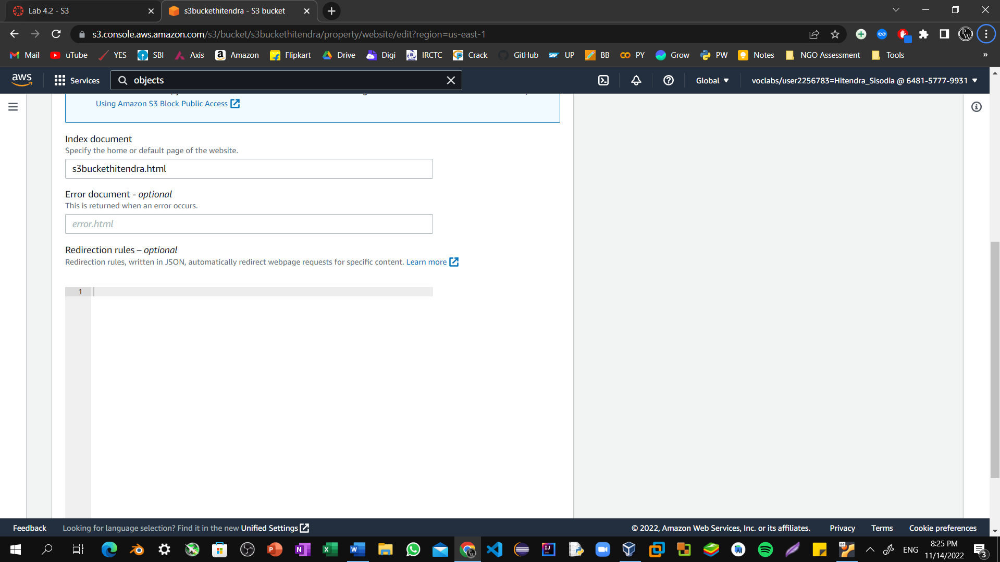 Lab 4.2 - S3
s3buckethitendra - S3 bucket
s3.console.aws.amazon.com/s3/bucket/s3buckethitendra/property/website/edit?region=us-east-1
Mail uTube YES SBI Axis Amazon Flipkart Drive Digi IRCTC Crack GitHub UP BB PY Grow PW Notes NGO Assessment Tools »
aws Services objects Global voclabs/user2256783=Hitendra_Sisodia @ 6481-5777-9931
Using Amazon S3 Block Public Access
Index document
Specify the home or default page of the website.
s3buckethitendra.html
Error document - optional
This is returned when an error occurs.
error.html
Redirection rules – optional
Redirection rules, written in JSON, automatically redirect webpage requests for specific content. Learn more
1
Feedback Looking for language selection? Find it in the new Unified Settings © 2022, Amazon Web Services, Inc. or its affiliates. Privacy Terms Cookie preferences
ENG
8:25 PM
11/14/2022
3